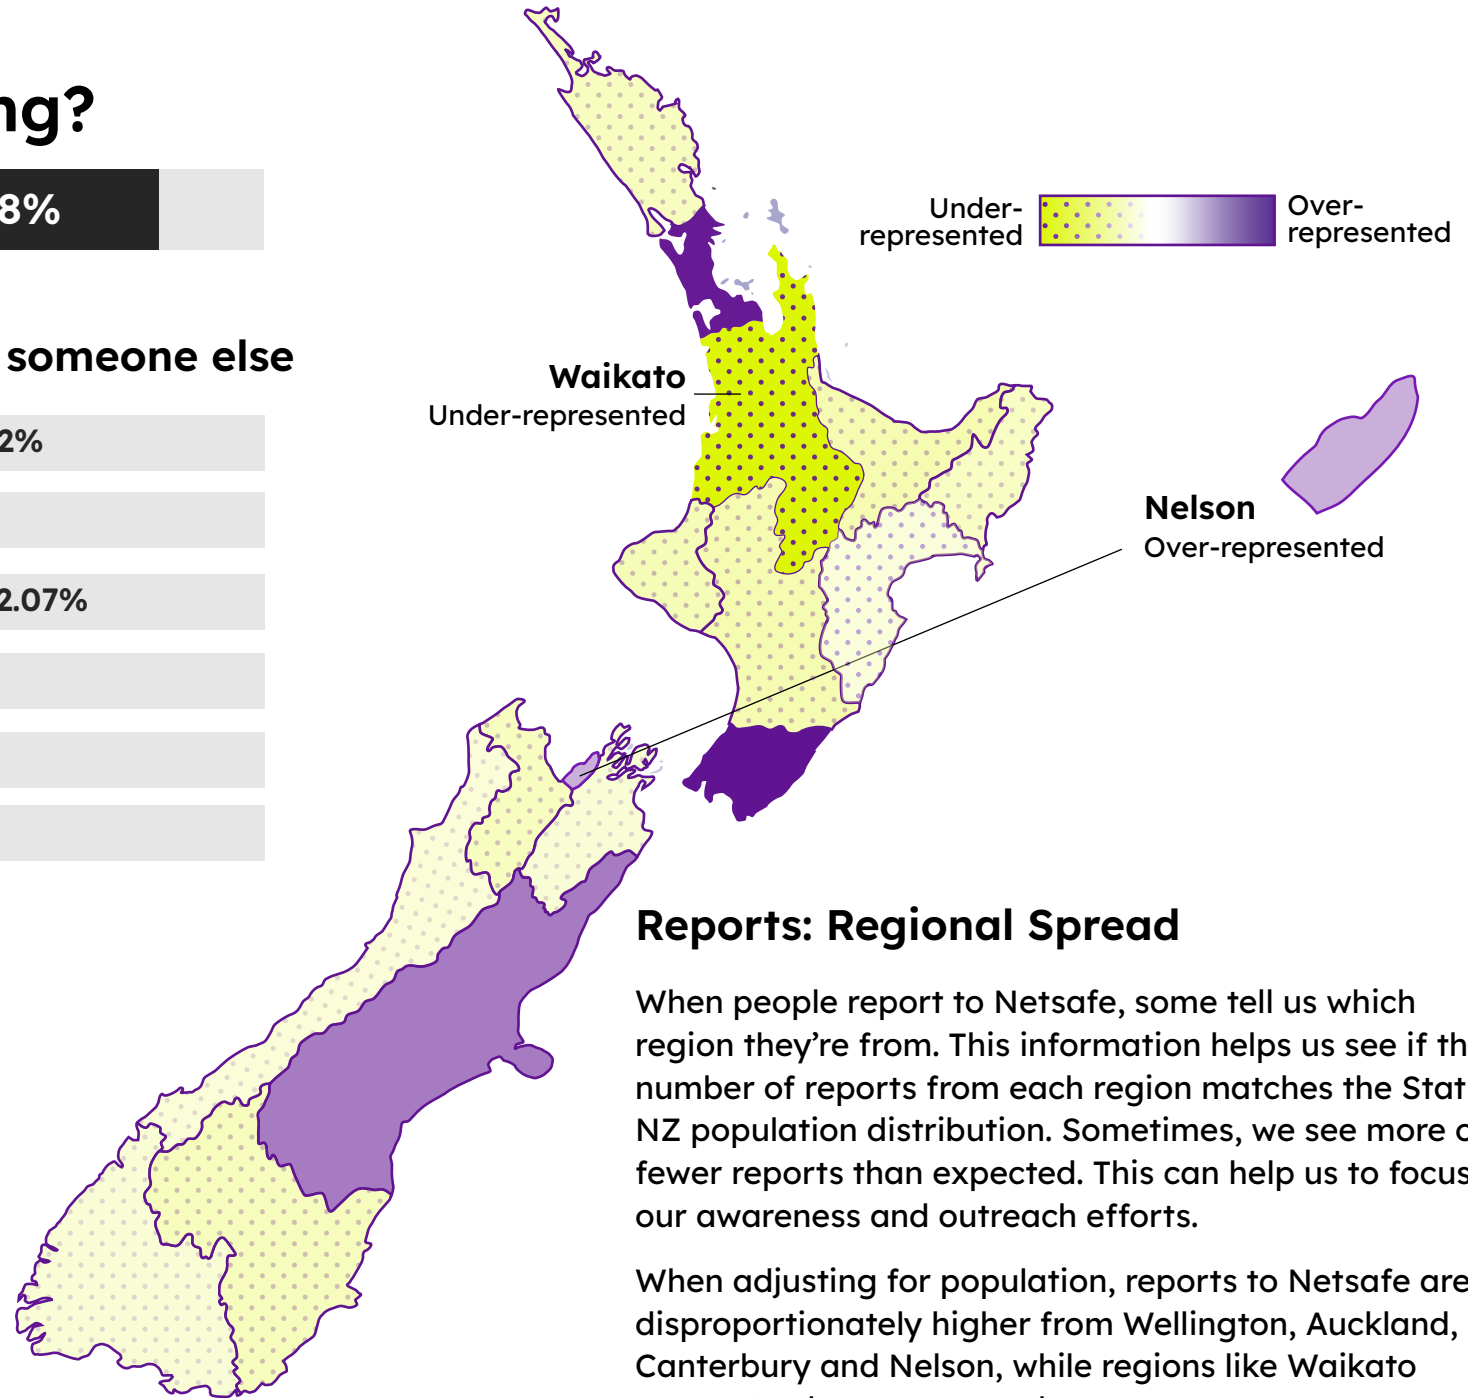 ng?
8%
someone else
2%
2.07%
Under-
represented
Over-
represented
Waikato
Under-represented
Nelson
Over-represented
Reports: Regional Spread
When people report to Netsafe, some tell us which
region they’re from. This information helps us see if th
number of reports from each region matches the Stat
NZ population distribution. Sometimes, we see more o
fewer reports than expected. This can help us to focus
our awareness and outreach efforts.
When adjusting for population, reports to Netsafe are
disproportionately higher from Wellington, Auckland,
Canterbury and Nelson, while regions like Waikato